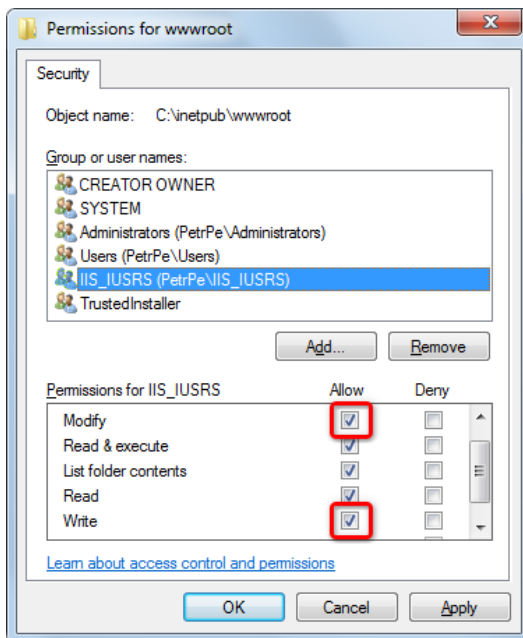 Permissions for wwwroot
Security
Object name: C:\inetpub\wwwroot
Group or user names:
CREATOR OWNER
SYSTEM
Administrators (PetrPe\Administrators)
Users (PetrPe\Users)
IIS_IUSRS (PetrPe\IIS_IUSRS)
TrustedInstaller
Add... Remove
Permissions for IIS_IUSRS Allow Deny
Modify
Read & execute
List folder contents
Read
Write
Learn about access control and permissions
OK Cancel Apply